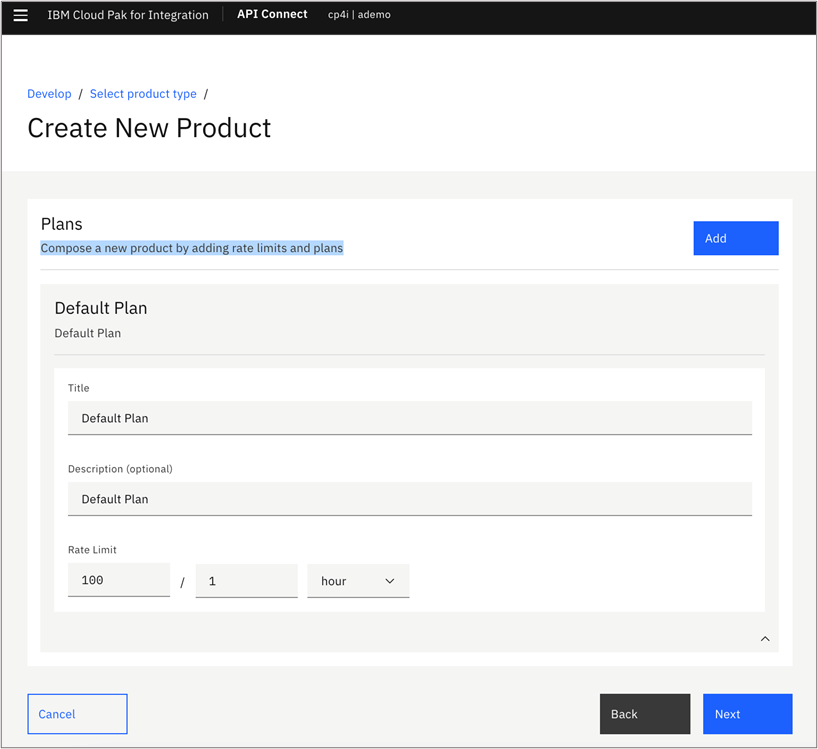 IBM Cloud Pak for Integration API Connect cp4i | ademo
Develop / Select product type /
Create New Product
Plans
Compose a new product by adding rate limits and plans
Add
Default Plan
Default Plan
Title
Default Plan
Description (optional)
Default Plan
Rate Limit
100 / 1 hour
Cancel Back Next